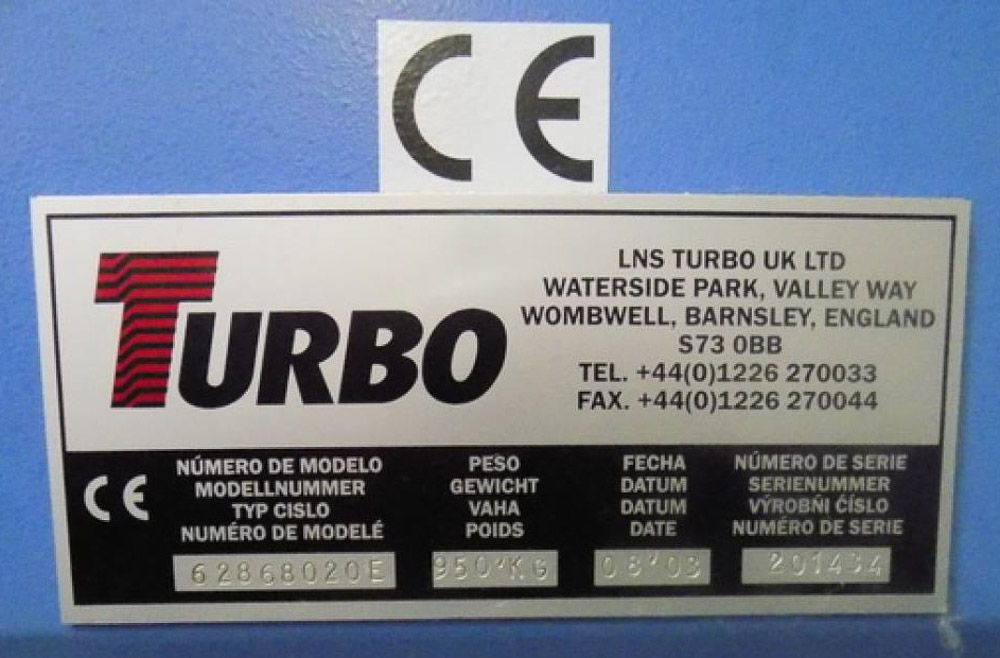 CE
TURBO
LNS TURBO UK LTD
WATERSIDE PARK, VALLEY WAY
WOMBWELL, BARNSLEY, ENGLAND
S73 0BB
TEL. +44(0)1226 270033
FAX. +44(0)1226 270044
CE
NÚMERO DE MODELO
MODELLNUMMER
TYP CISLO
NUMÉRO DE MODELÉ
62868020E
PESO
GEWICHT
VAHA
POIDS
950'KG
FECHA
DATUM
DATUM
DATE
08'03
NÚMERO DE SERIE
SERIENUMMER
VÝROBŇI ČÍSLO
NUMÉRO DE SERIE
201434